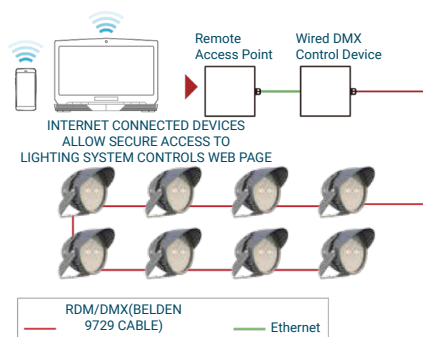 Remote
Access Point
Wired DMX
Control Device
INTERNET CONNECTED DEVICES
ALLOW SECURE ACCESS TO
LIGHTING SYSTEM CONTROLS WEB PAGE
RDM/DMX(BELDEN
9729 CABLE)
Ethernet